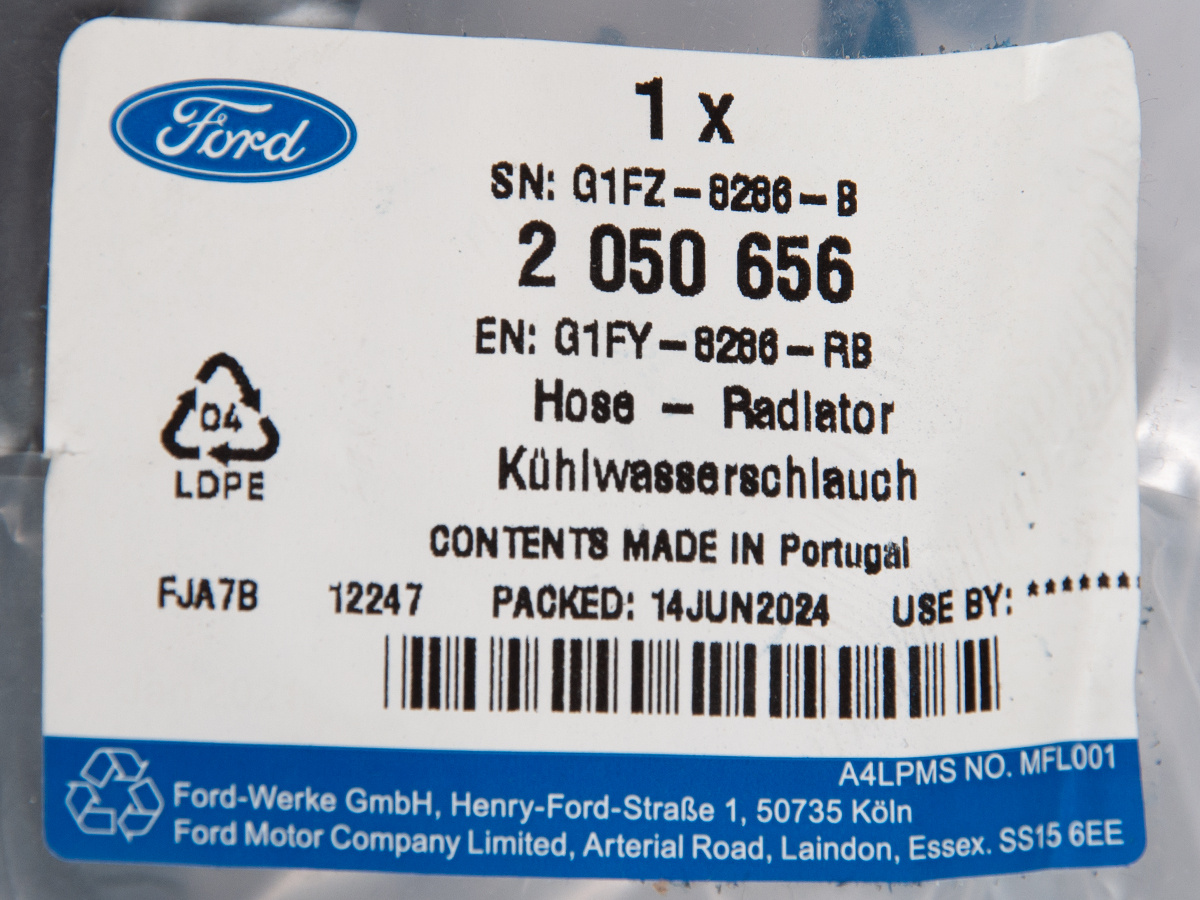 Ford
1 x
SN: G1FZ-8286-B
2 050 656
EN: G1FY-8286-RB
Hose - Radiator
Kühlwasserschlauch
04
LDPE
CONTENTS MADE IN Portugal
FJA7B 12247 PACKED: 14JUN2024 USE BY: *******
A4LPMS NO. MFL001
Ford-Werke GmbH, Henry-Ford-Straße 1, 50735 Köln
Ford Motor Company Limited, Arterial Road, Laindon, Essex. SS15 6EE